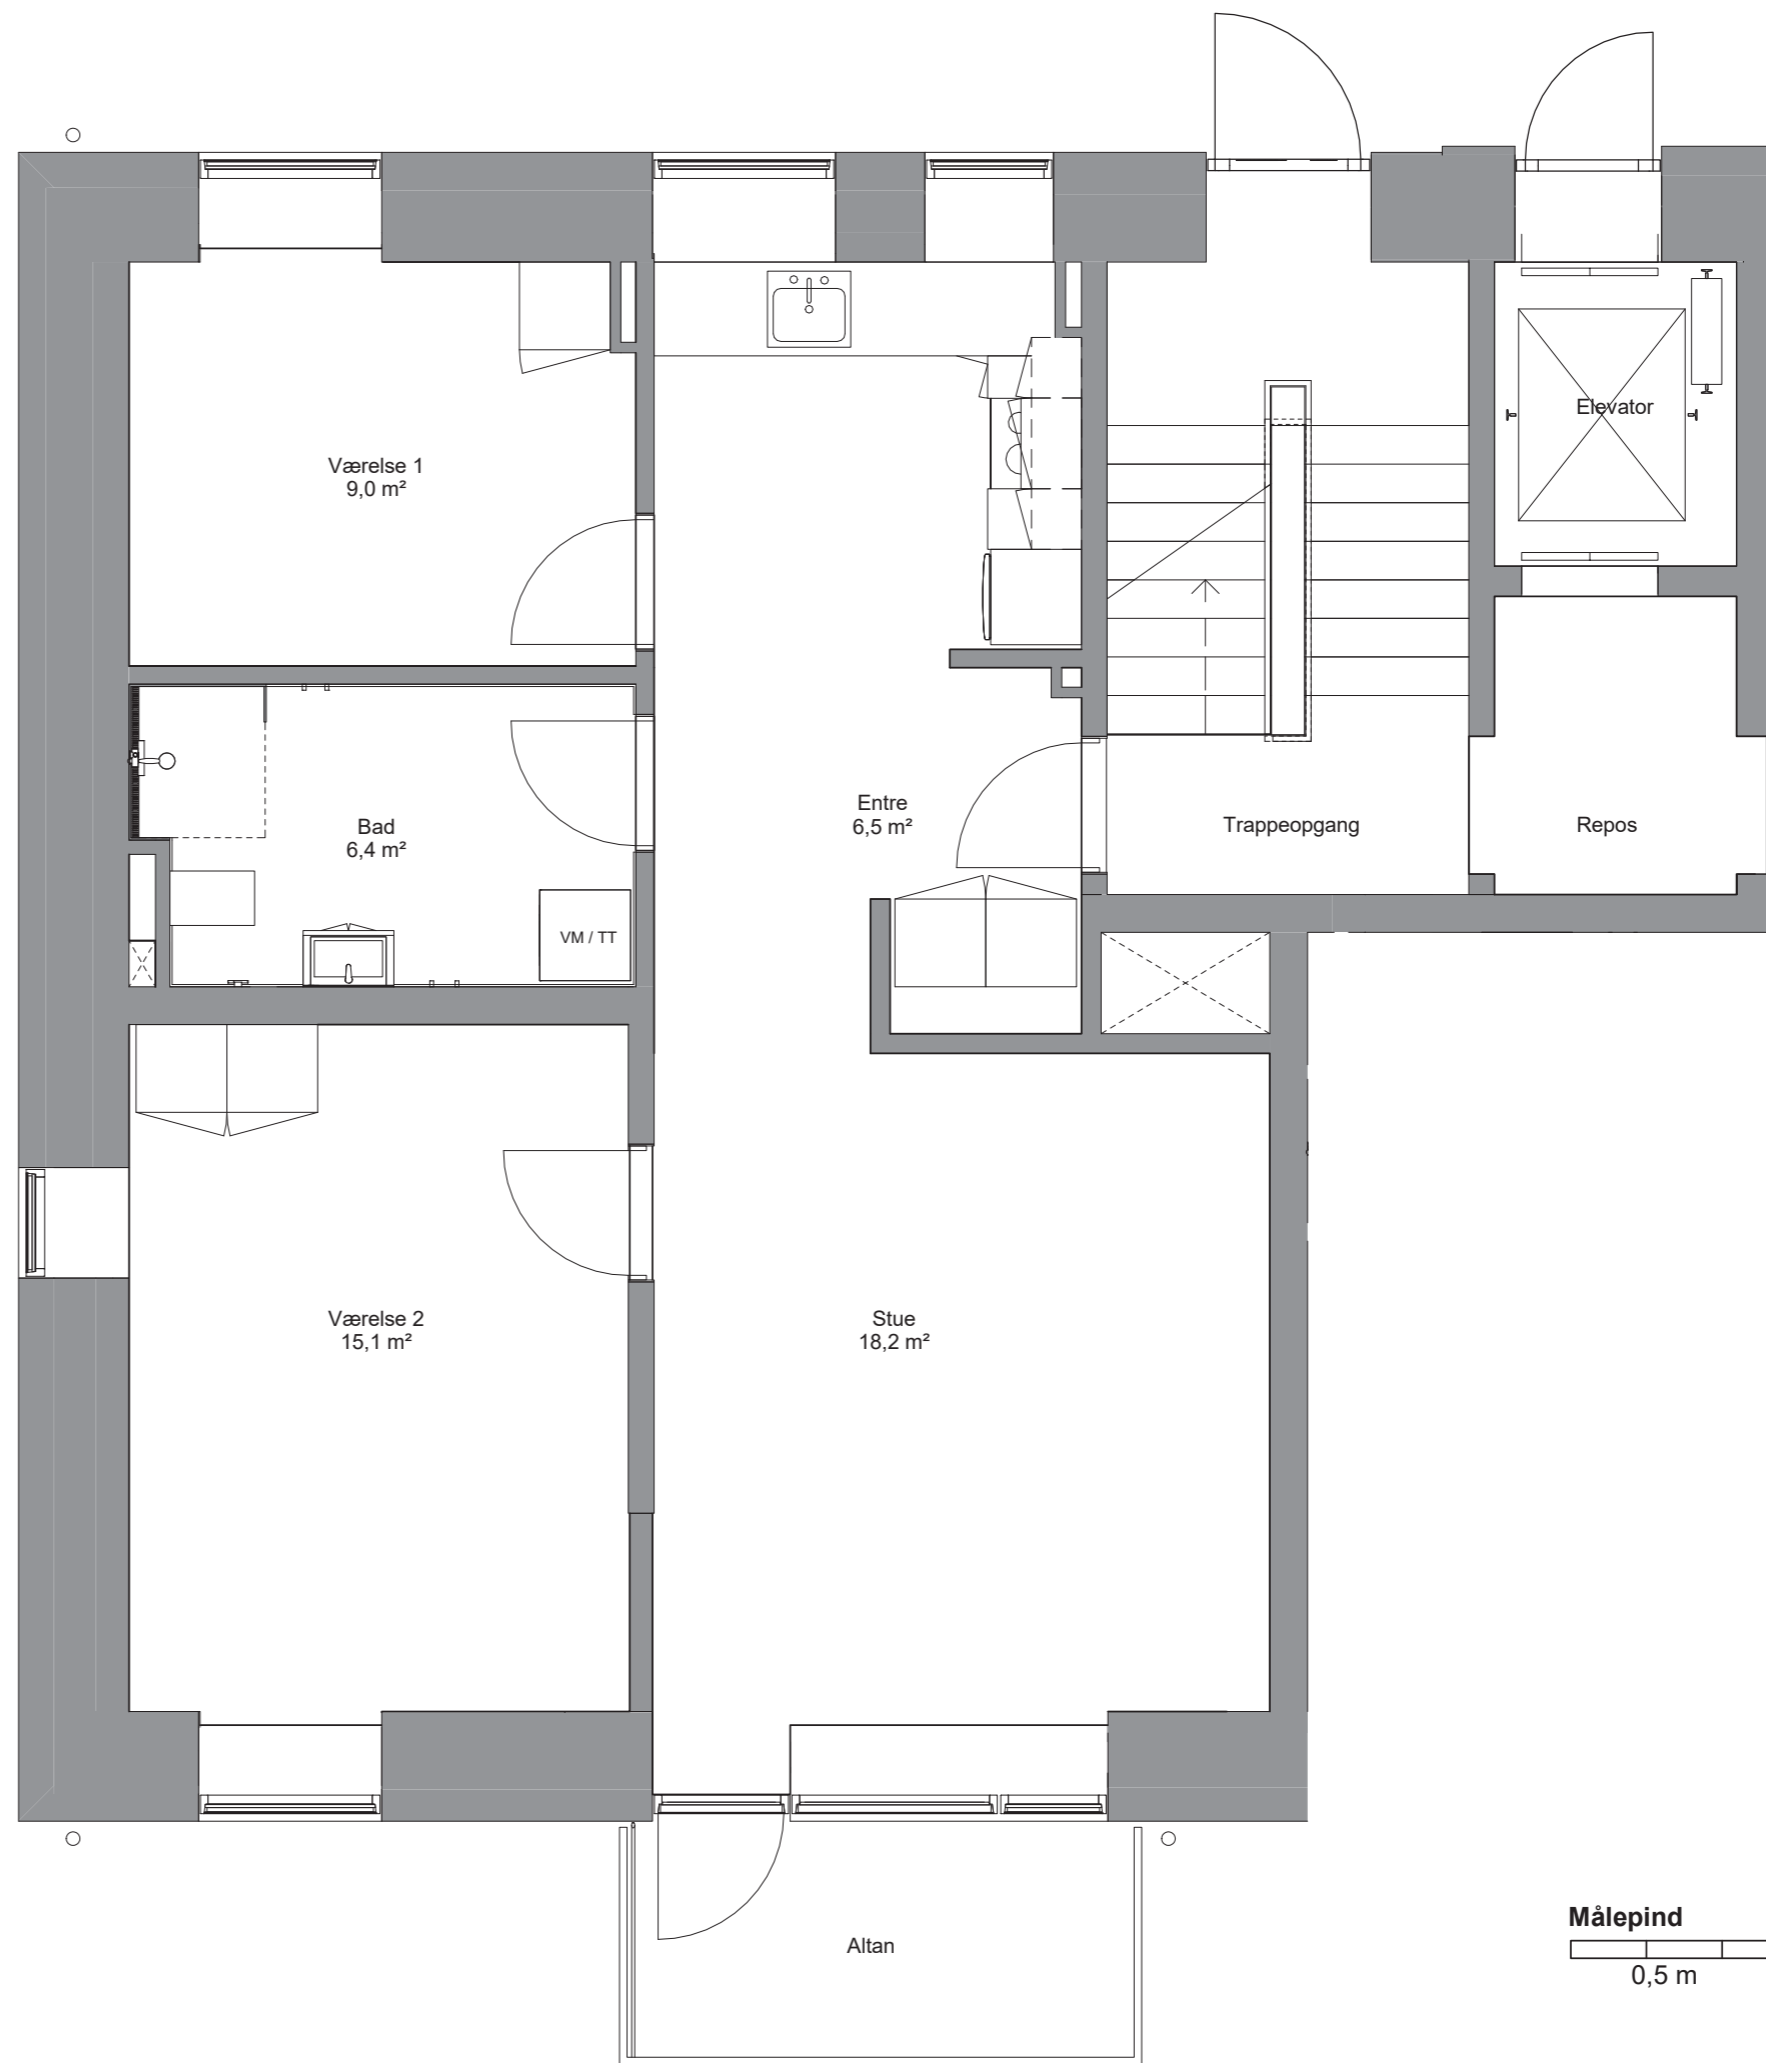 Elevator
Værelse 1
9,0 m²
Entre
6,5 m²
Bad
6,4 m²
Trappeopgang
Repos
VM / TT
Værelse 2
15,1 m²
Stue
18,2 m²
Altan
Målepind
0,5 m